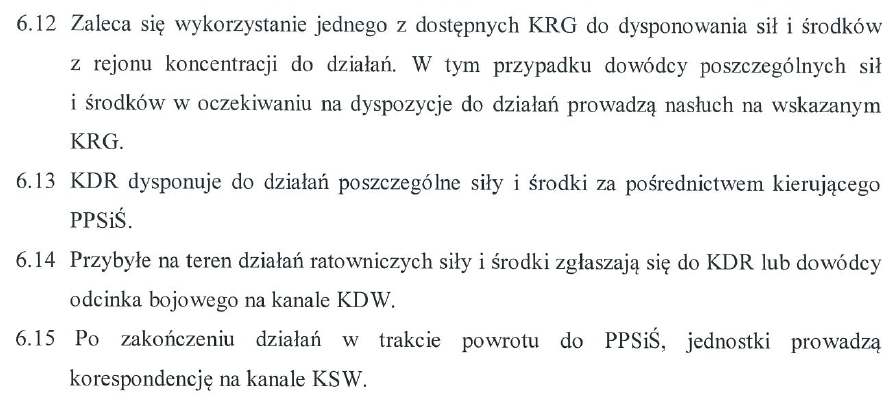 6.12 Zaleca się wykorzystanie jednego z dostępnych KRG do dysponowania sił i środków
z rejonu koncentracji do działań. W tym przypadku dowódcy poszczególnych sił
i środków w oczekiwaniu na dyspozycje do działań prowadzą nasłuch na wskazanym
KRG.
6.13 KDR dysponuje do działań poszczególne siły i środki za pośrednictwem kierującego
PPSiŚ.
6.14 Przybyłe na teren działań ratowniczych siły i środki zgłaszają się do KDR lub dowódcy
odcinka bojowego na kanale KDW.
6.15 Po zakończeniu działań w trakcie powrotu do PPSiŚ, jednostki prowadzą
korespondencję na kanale KSW.